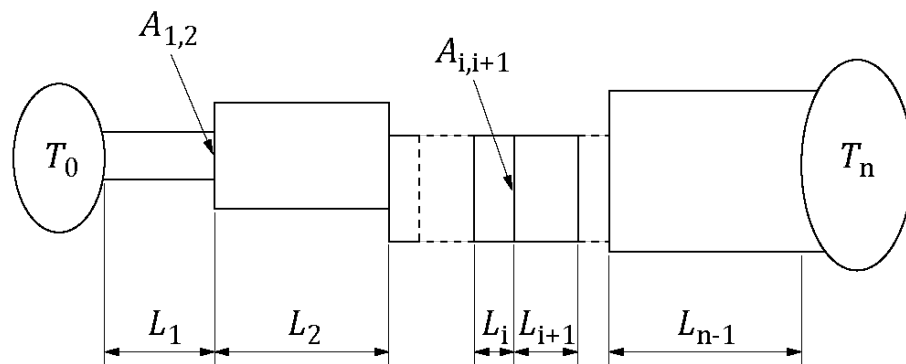 A1,2
Ai,i+1
T0
Tn
L1
L2
Li
Li+1
Ln-1